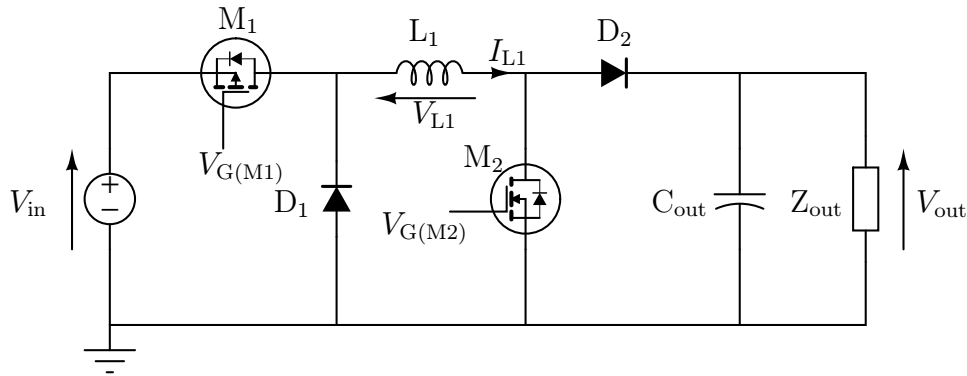 M1
L1
IL1
D2
VL1
VG(M1)
M2
Vin
D1
VG(M2)
Cout
Zout
Vout